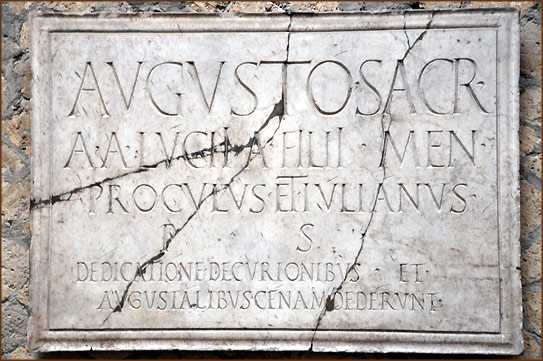 AVGVSTO·SACR·
A·A·LVCII·A·FILII·MEN·
PROCVLVS·ET·IVLIANVS·
P · S
DEDICATIONE·DECVRIONIBVS·ET·
AVGVSTALIBVS·CENAM·DEDERVNT